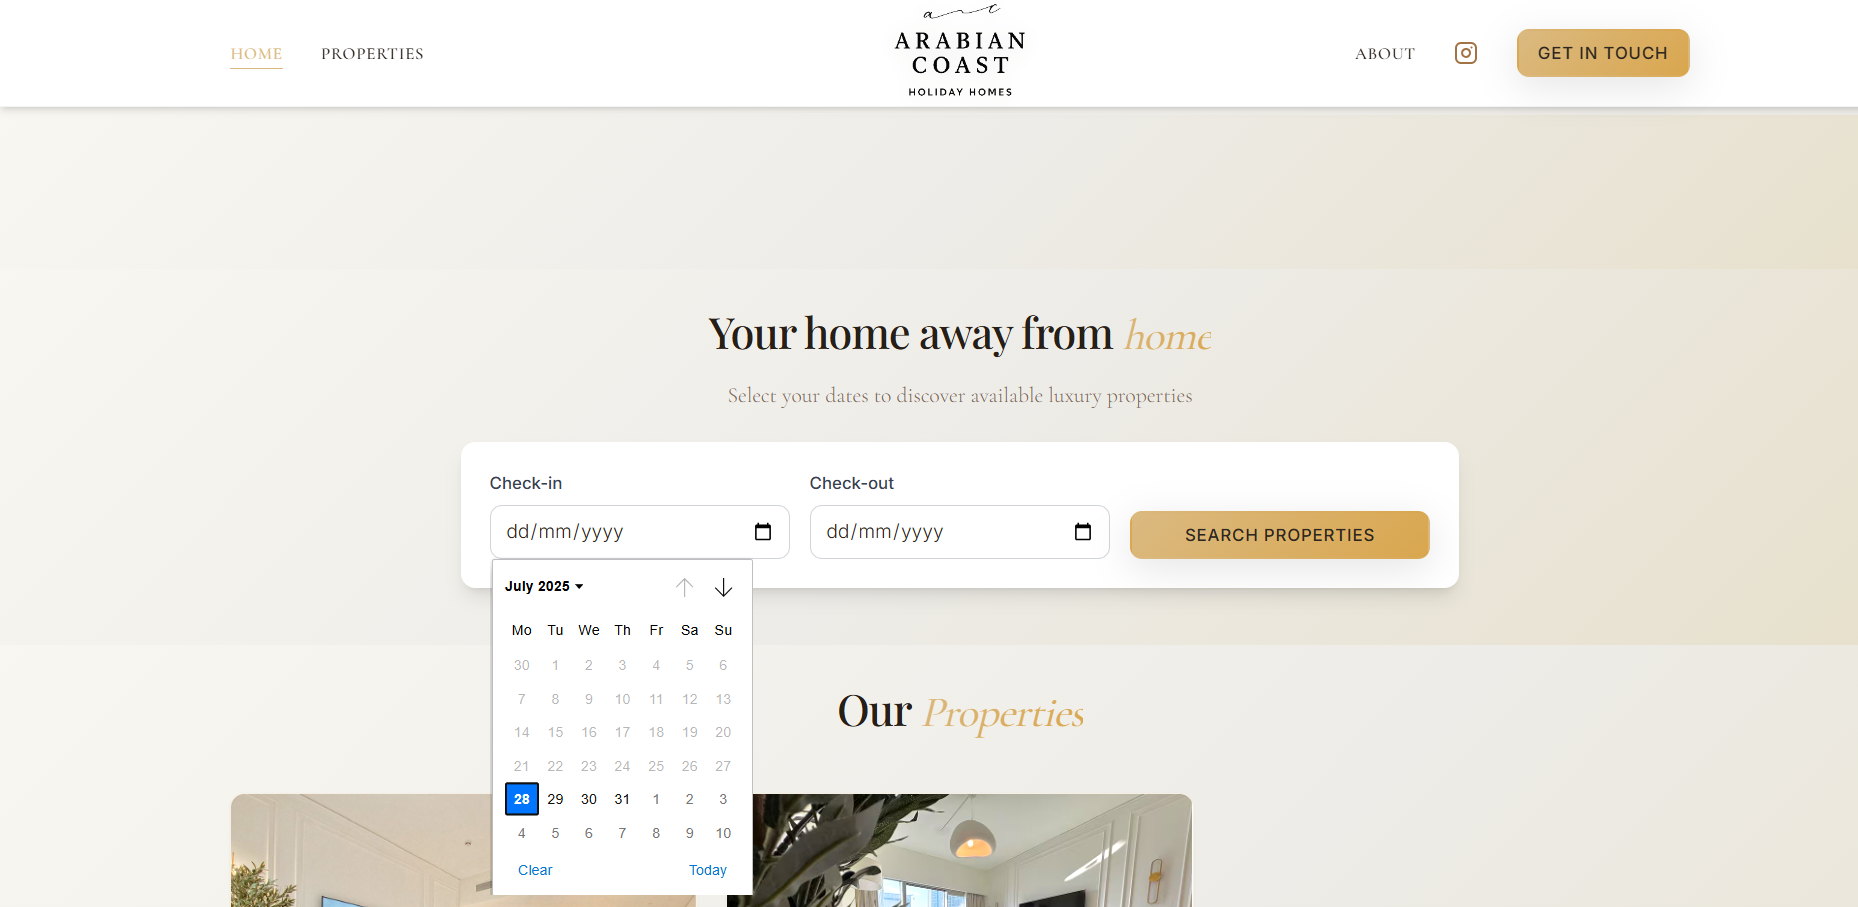 HOME
PROPERTIES
ac
ARABIAN
COAST
HOLIDAY HOMES
ABOUT
GET IN TOUCH
Your home away from home
Select your dates to discover available luxury properties
Check-in
Check-out
dd/mm/yyyy
dd/mm/yyyy
SEARCH PROPERTIES
July 2025
Mo Tu We Th Fr Sa Su
30 1 2 3 4 5 6
7 8 9 10 11 12 13
14 15 16 17 18 19 20
21 22 23 24 25 26 27
28 29 30 31 1 2 3
4 5 6 7 8 9 10
Clear
Today
Our Properties